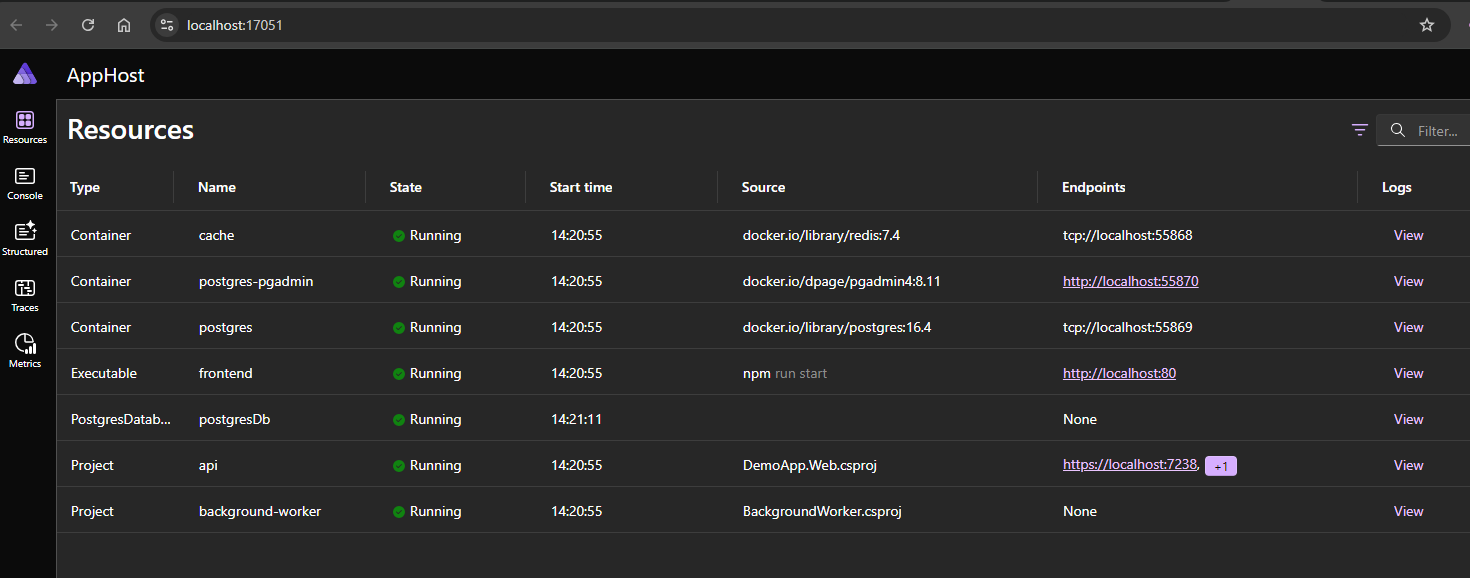 localhost:17051
AppHost
Resources
Filter...
Resources
Console
Structured
Traces
Metrics
Type Name State Start time Source Endpoints Logs
Container cache Running 14:20:55 docker.io/library/redis:7.4 tcp://localhost:55868 View
Container postgres-pgadmin Running 14:20:55 docker.io/dpage/pgadmin4:8.11 http://localhost:55870 View
Container postgres Running 14:20:55 docker.io/library/postgres:16.4 tcp://localhost:55869 View
Executable frontend Running 14:20:55 npm run start http://localhost:80 View
PostgresDatab... postgresDb Running 14:21:11 None View
Project api Running 14:20:55 DemoApp.Web.csproj https://localhost:7238, +1 View
Project background-worker Running 14:20:55 BackgroundWorker.csproj None View